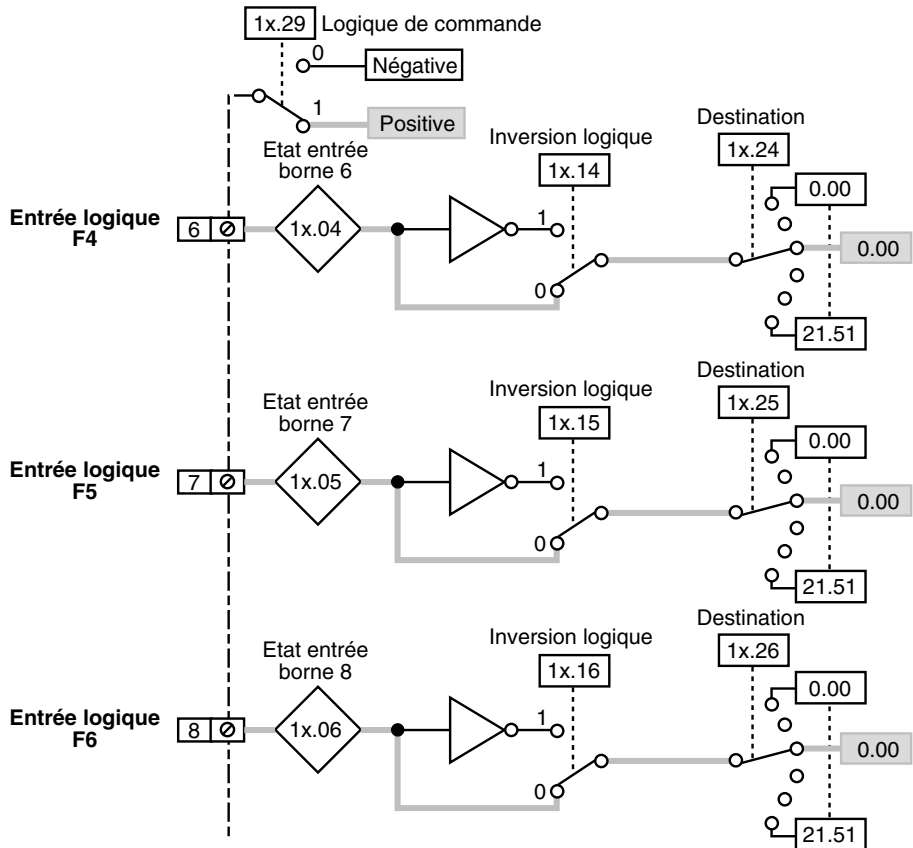 1x.29 Logique de commande
0
Négative
1
Positive
Etat entrée
borne 6
Inversion logique
Destination
1x.14
1x.24
Entrée logique
F4
6
1x.04
1
0
0.00
0.00
21.51
Etat entrée
borne 7
Inversion logique
Destination
1x.15
1x.25
Entrée logique
F5
7
1x.05
1
0
0.00
0.00
21.51
Etat entrée
borne 8
Inversion logique
Destination
1x.16
1x.26
Entrée logique
F6
8
1x.06
1
0
0.00
0.00
21.51